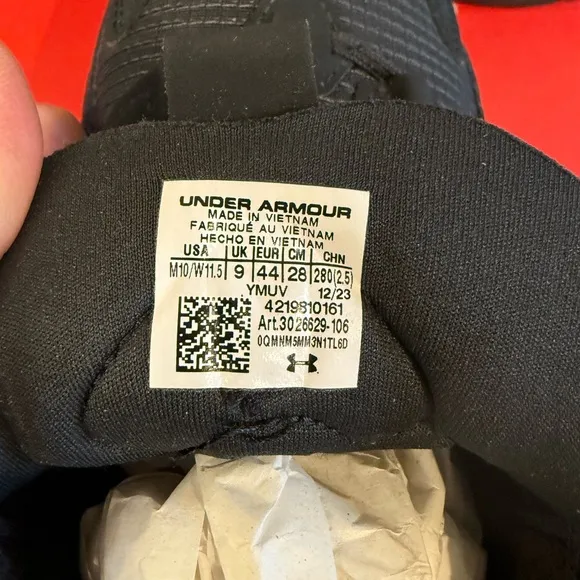 UNDER ARMOUR
MADE IN VIETNAM
FABRIQUÉ AU VIETNAM
HECHO EN VIETNAM
USA UK EUR CM CHN
M10/W11.5 9 44 28 280(2.5)
YMUV 12/23
4219810161
Art.3026629-106
0QMNM5MM3N1TL6D